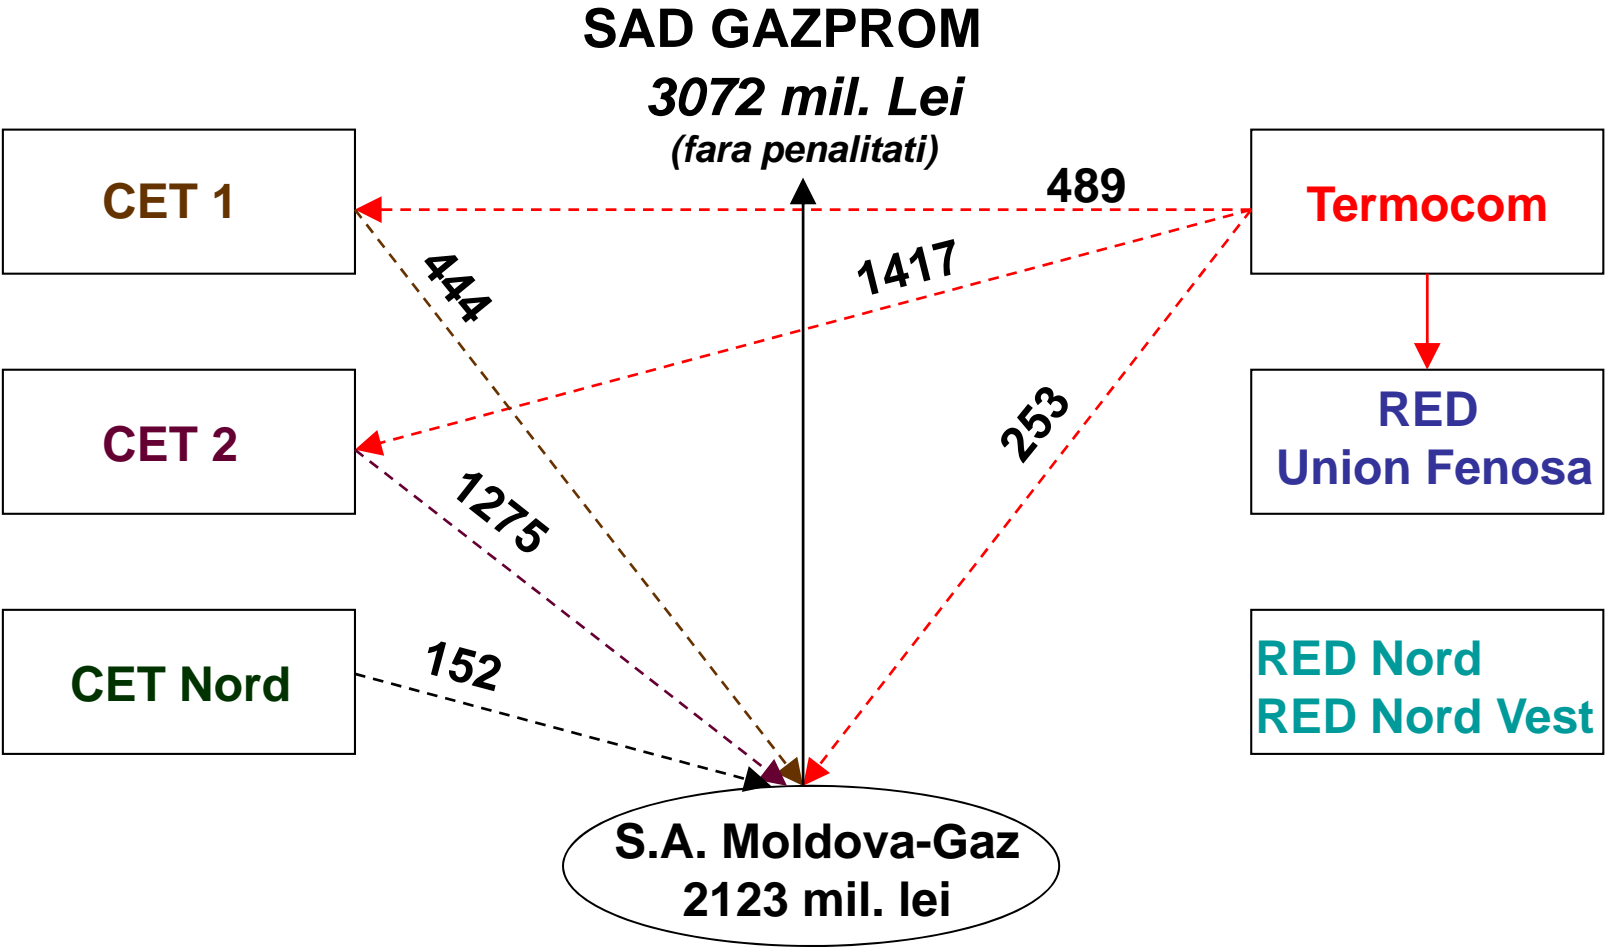 SAD GAZPROM
3072 mil. Lei
(fara penalitati)
CET 1
489
Termocom
444
1417
CET 2
253
RED
Union Fenosa
1275
CET Nord
152
RED Nord
RED Nord Vest
S.A. Moldova-Gaz
2123 mil. lei